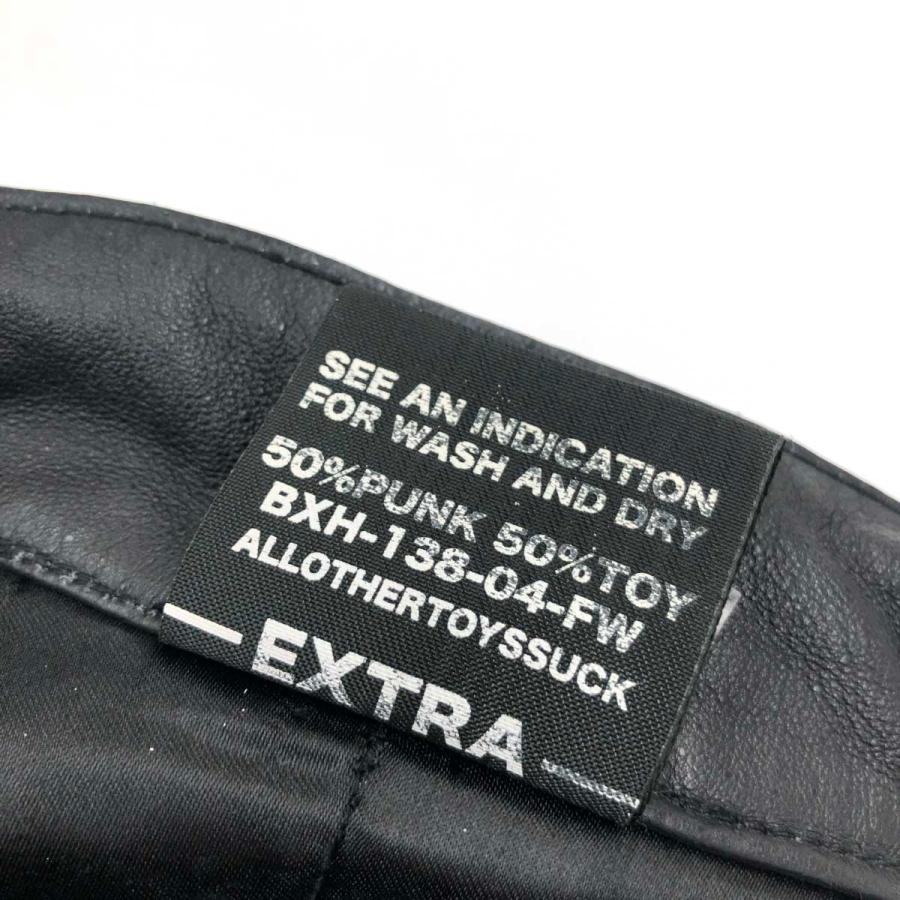 SEE AN INDICATION
FOR WASH AND DRY
50%PUNK 50%TOY
BXH-138-04-FW
ALLOTHERTOYSSUCK
EXTRA